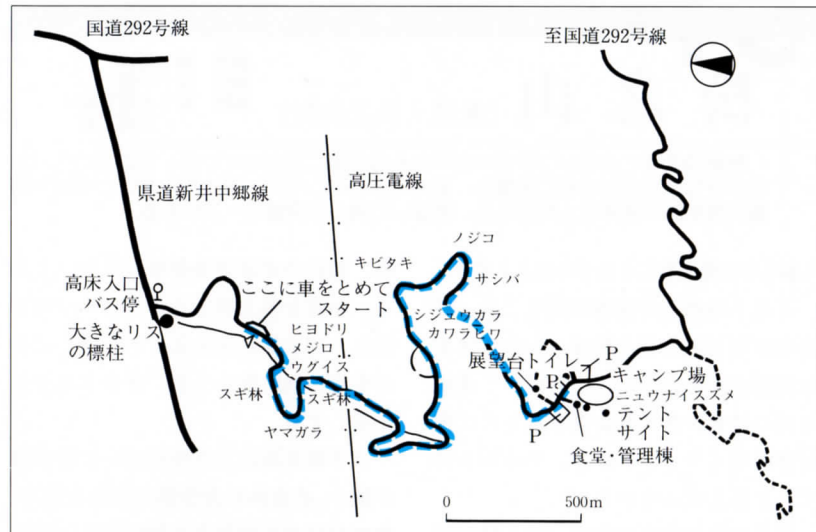 国道292号線
至国道292号線
県道新井中郷線
高圧電線
ノジコ
キビタキ
サシバ
高床入口
バス停
ここに車をとめて
スタート
大きなリス
の標柱
ヒヨドリ
メジロ
ウグイス
シジュウカラ
カワラヒワ
スギ林
スギ林
ヤマガラ
展望台
トイレ
P
P
P
キャンプ場
ニュウナイスズメ
テント
サイト
食堂・管理棟
0
500m